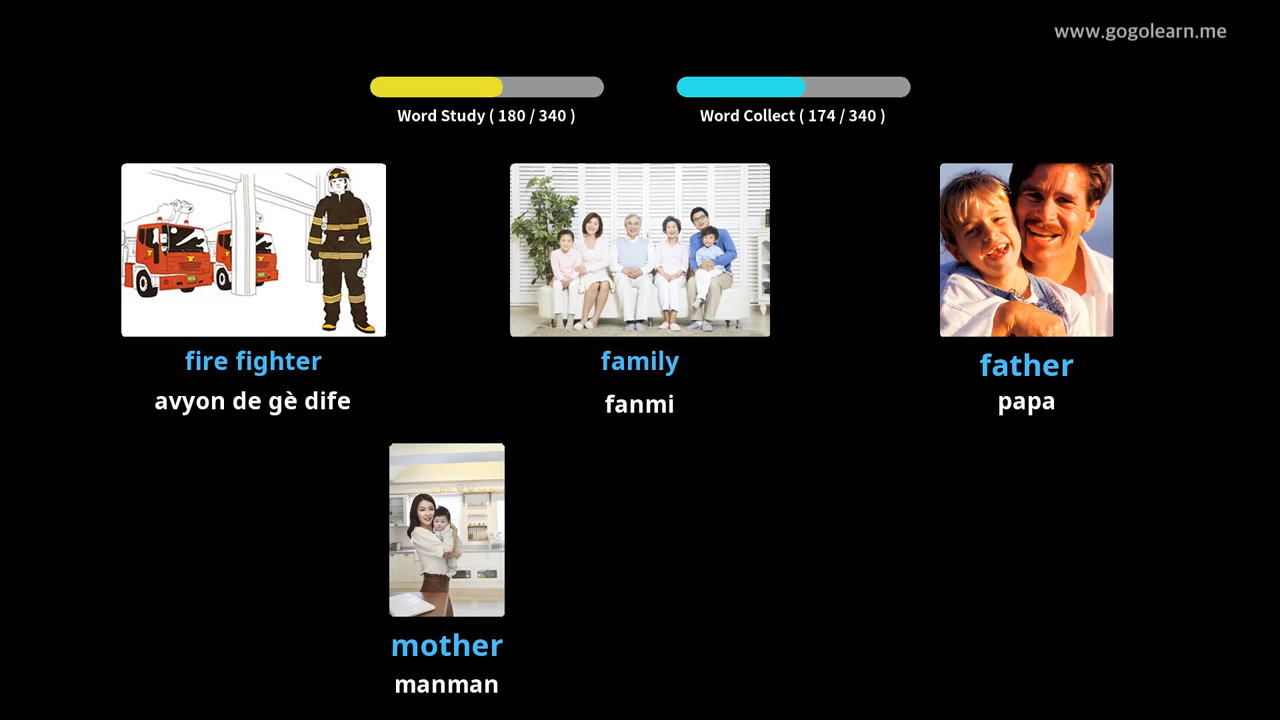 www.gogolearn.me
Word Study ( 180 / 340 )
Word Collect ( 174 / 340 )
fire fighter
avyon de gè dife
family
fanmi
father
papa
mother
manman